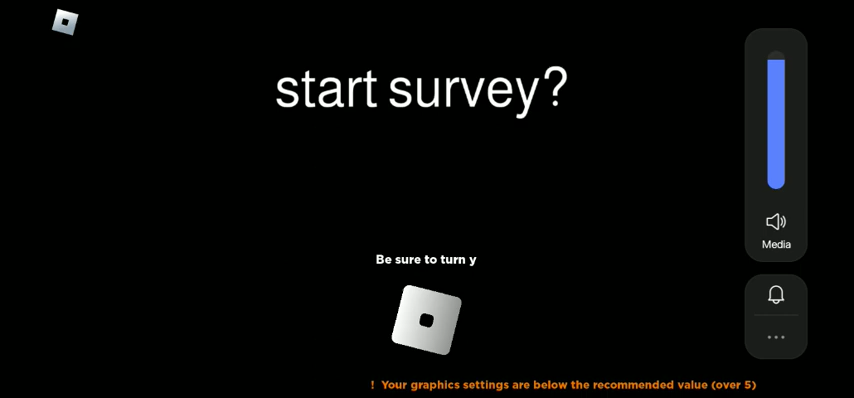 start survey?
Be sure to turn y
Media
! Your graphics settings are below the recommended value (over 5)